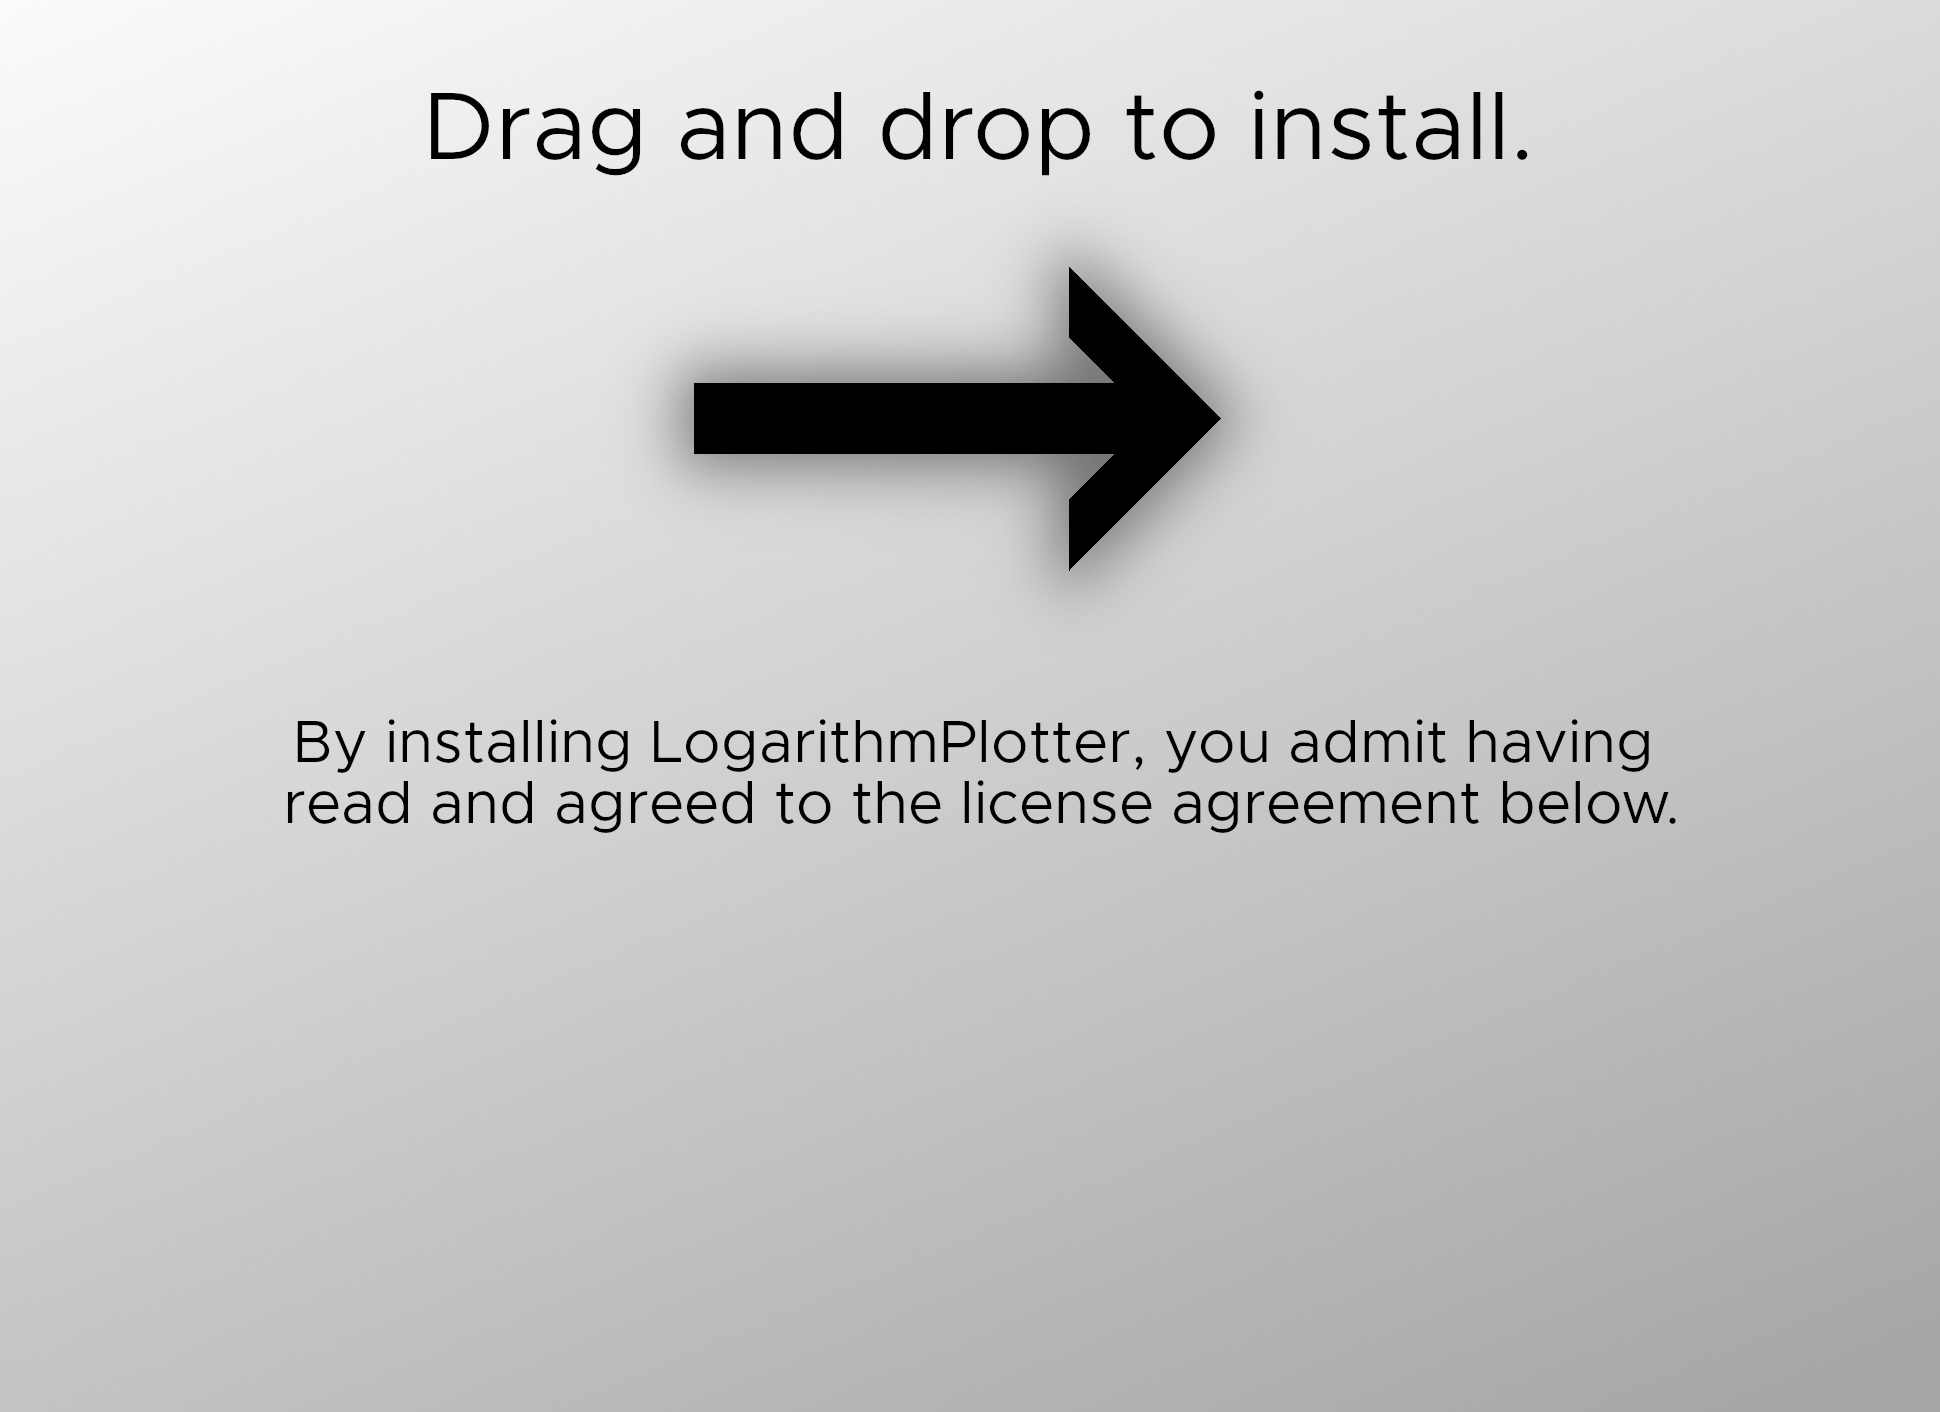 Drag and drop to install.
By installing LogarithmPlotter, you admit having
read and agreed to the license agreement below.